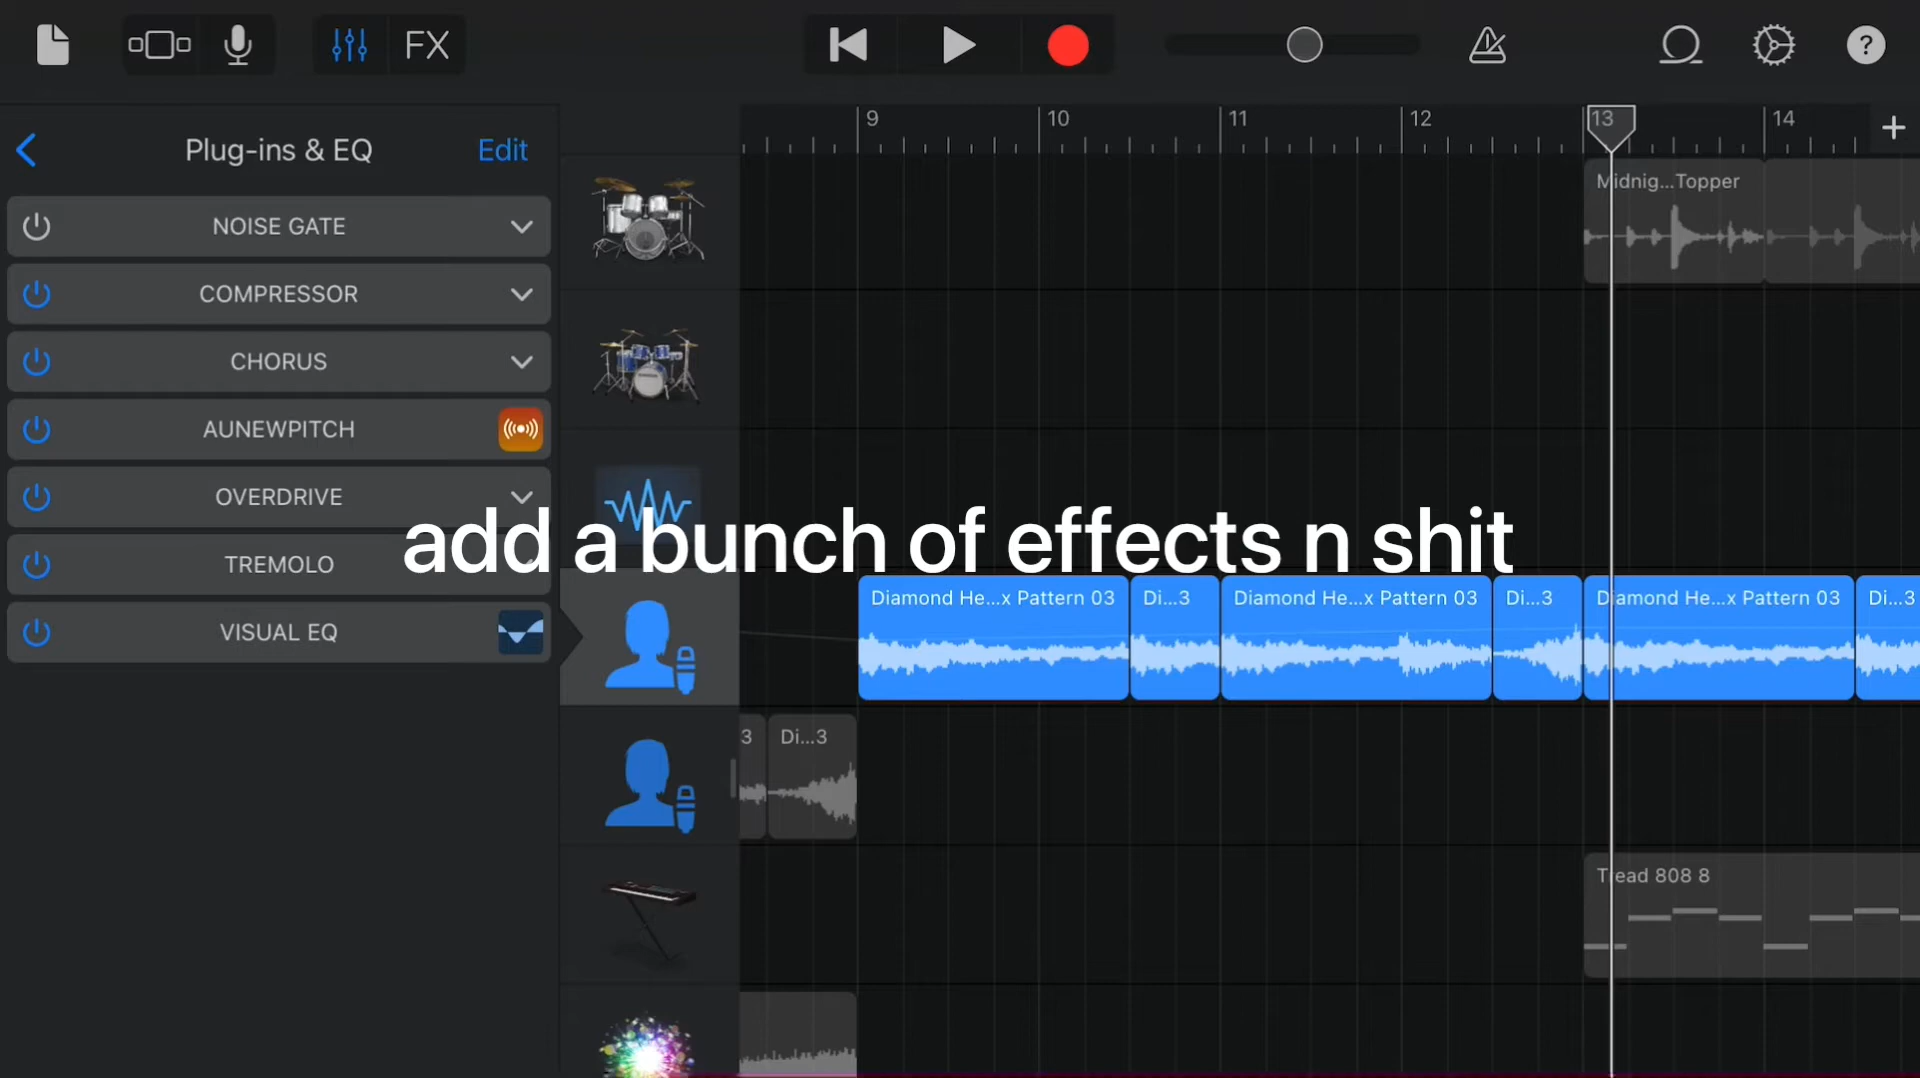 FX
?
9
10
11
12
13
14
+
Plug-ins & EQ
Edit
NOISE GATE
COMPRESSOR
CHORUS
AUNEWPITCH
OVERDRIVE
TREMOLO
VISUAL EQ
Midnig...Topper
add a bunch of effects n shit
Diamond He...x Pattern 03
Di...3
Diamond He...x Pattern 03
Di...3
Diamond He...x Pattern 03
Di...3
3
Di...3
Tread 808 8